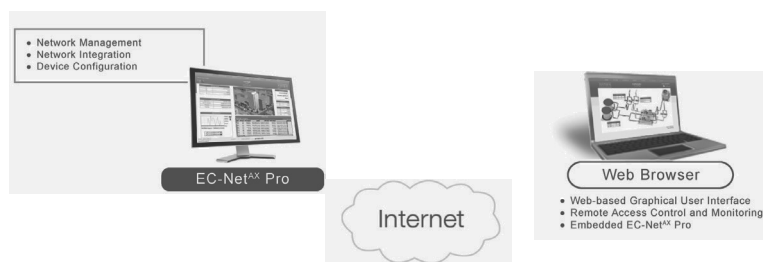 • Network Management
• Network Integration
• Device Configuration
EC-Netᴬˣ Pro
Internet
Web Browser
• Web-based Graphical User Interface
• Remote Access Control and Monitoring
• Embedded EC-Netᴬˣ Pro